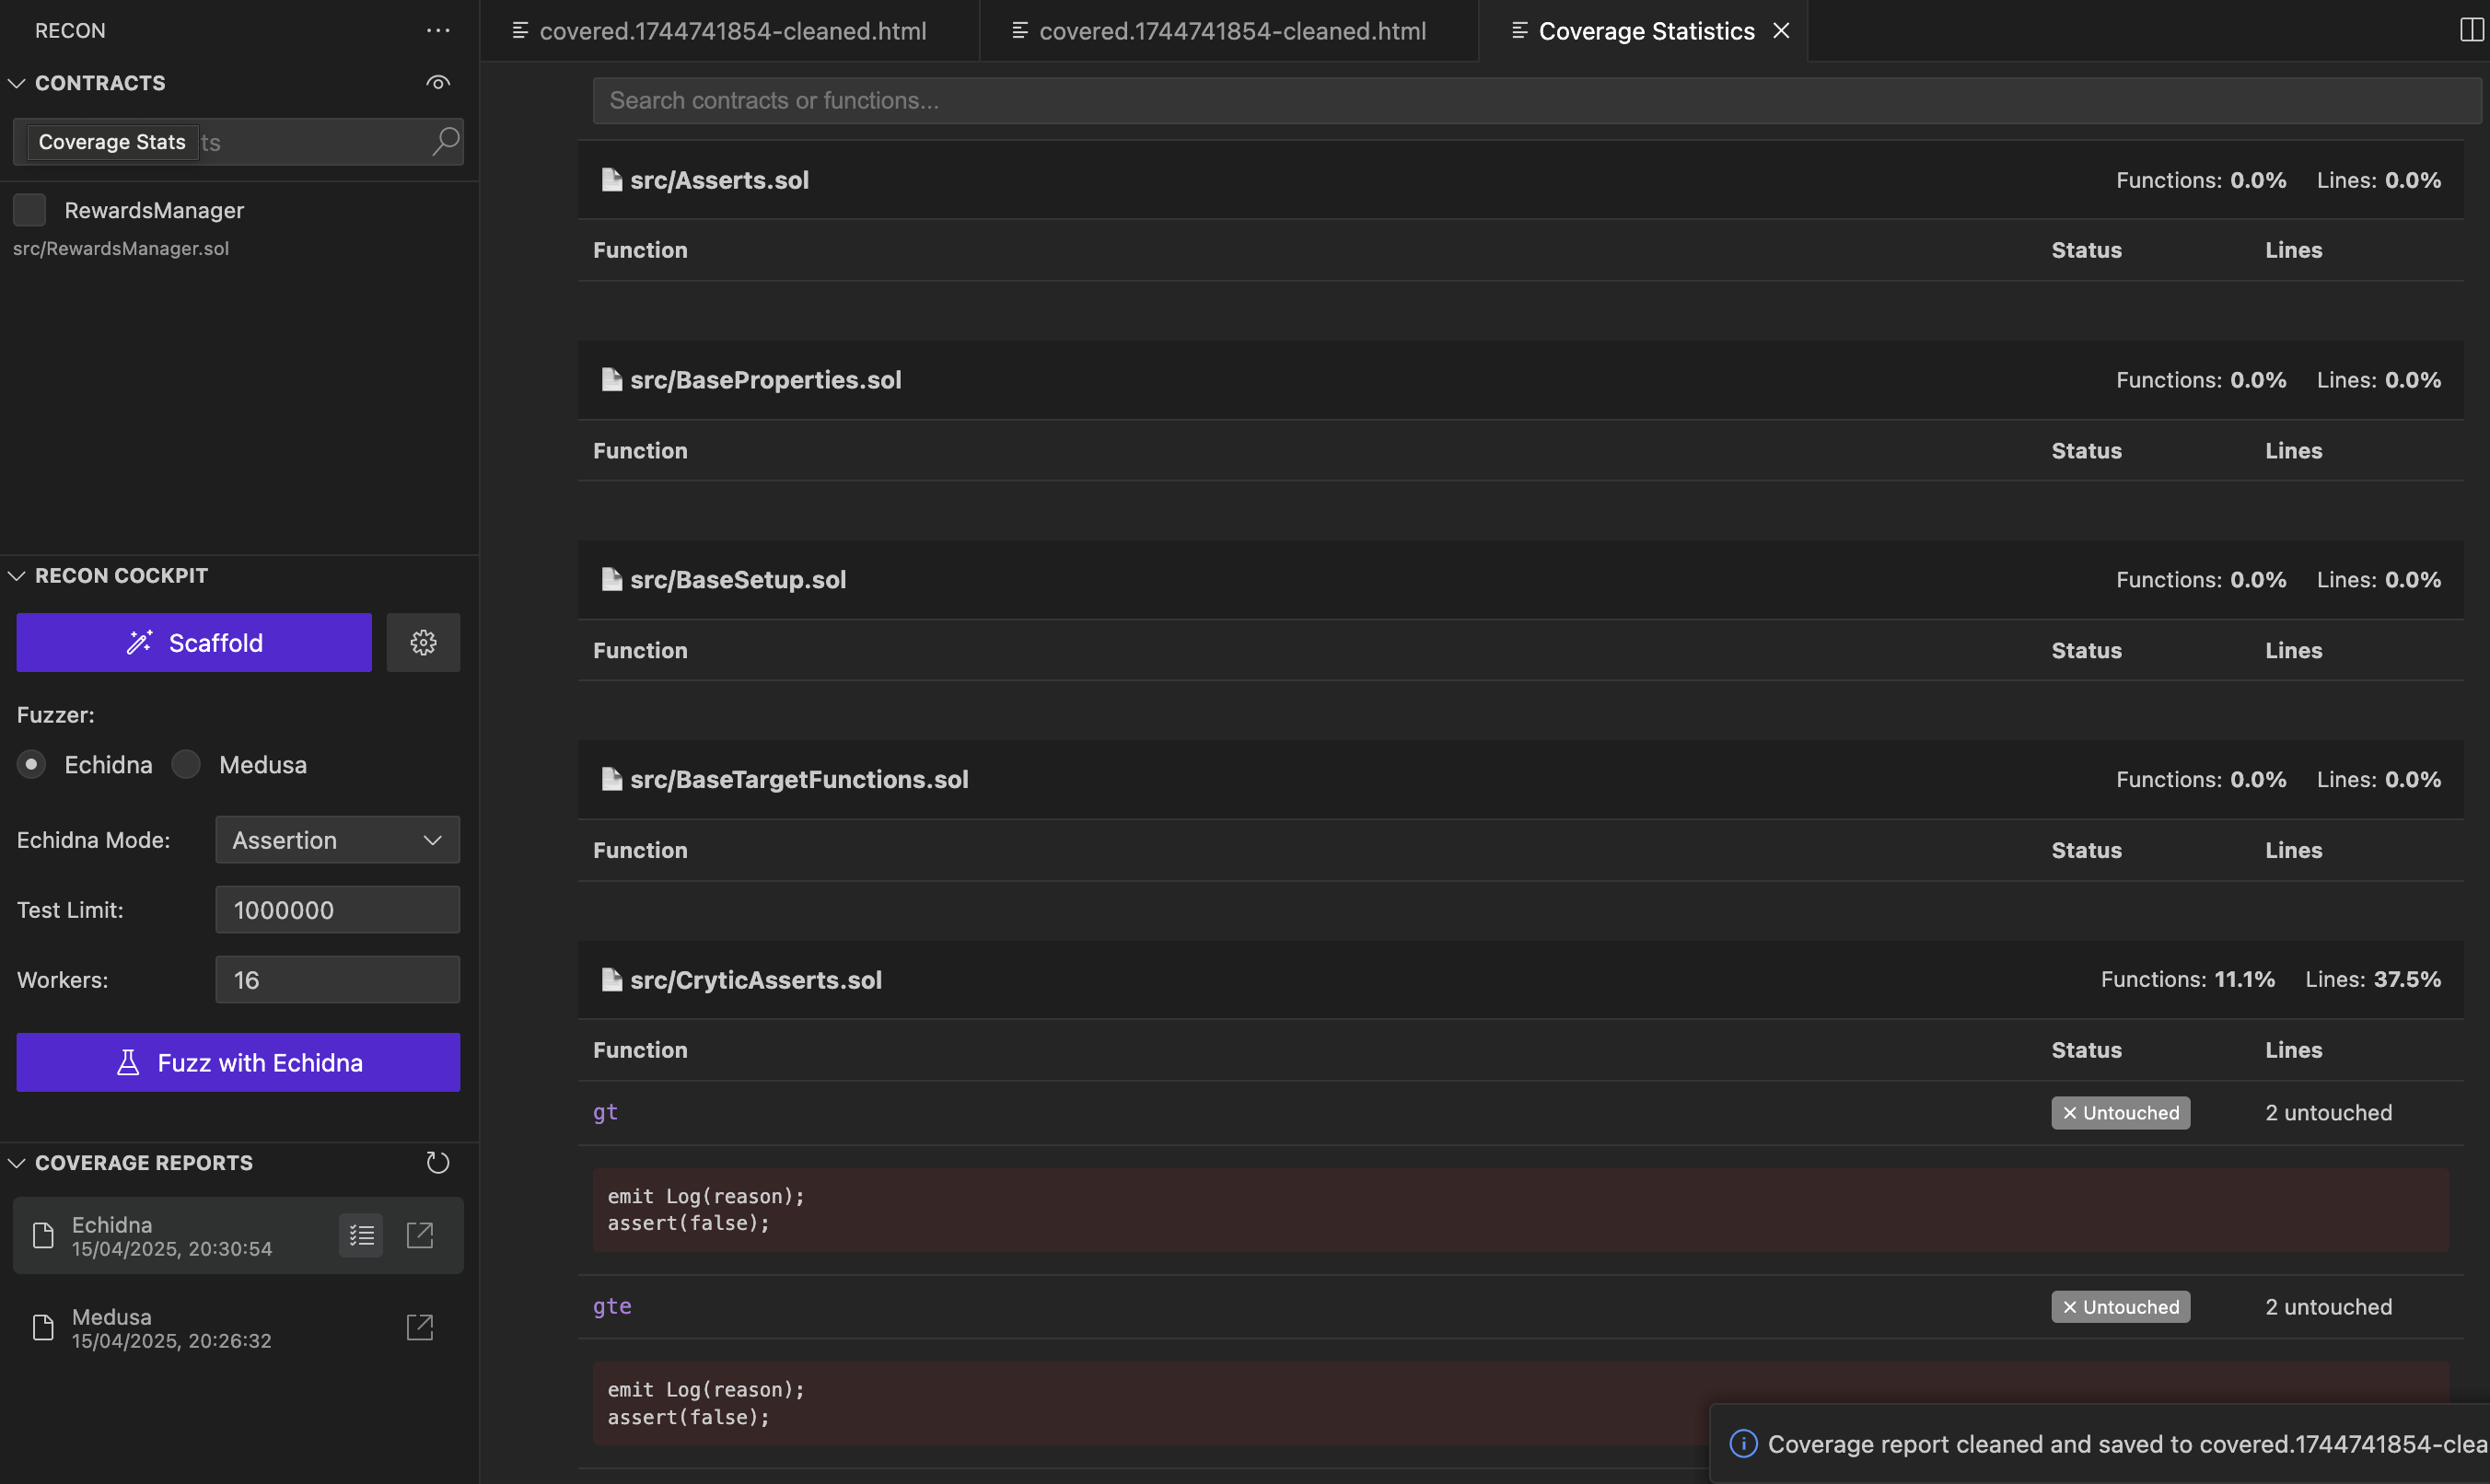 RECON
CONTRACTS
Coverage Stats
ts
RewardsManager
src/RewardsManager.sol
RECON COCKPIT
Scaffold
Fuzzer:
Echidna Medusa
Echidna Mode: Assertion
Test Limit: 1000000
Workers: 16
Fuzz with Echidna
COVERAGE REPORTS
Echidna
15/04/2025, 20:30:54
Medusa
15/04/2025, 20:26:32
covered.1744741854-cleaned.html covered.1744741854-cleaned.html Coverage Statistics
Search contracts or functions...
src/Asserts.sol Functions: 0.0% Lines: 0.0%
Function Status Lines
src/BaseProperties.sol Functions: 0.0% Lines: 0.0%
Function Status Lines
src/BaseSetup.sol Functions: 0.0% Lines: 0.0%
Function Status Lines
src/BaseTargetFunctions.sol Functions: 0.0% Lines: 0.0%
Function Status Lines
src/CryticAsserts.sol Functions: 11.1% Lines: 37.5%
Function Status Lines
gt Untouched 2 untouched
emit Log(reason);
assert(false);
gte Untouched 2 untouched
emit Log(reason);
assert(false);
Coverage report cleaned and saved to covered.1744741854-clea